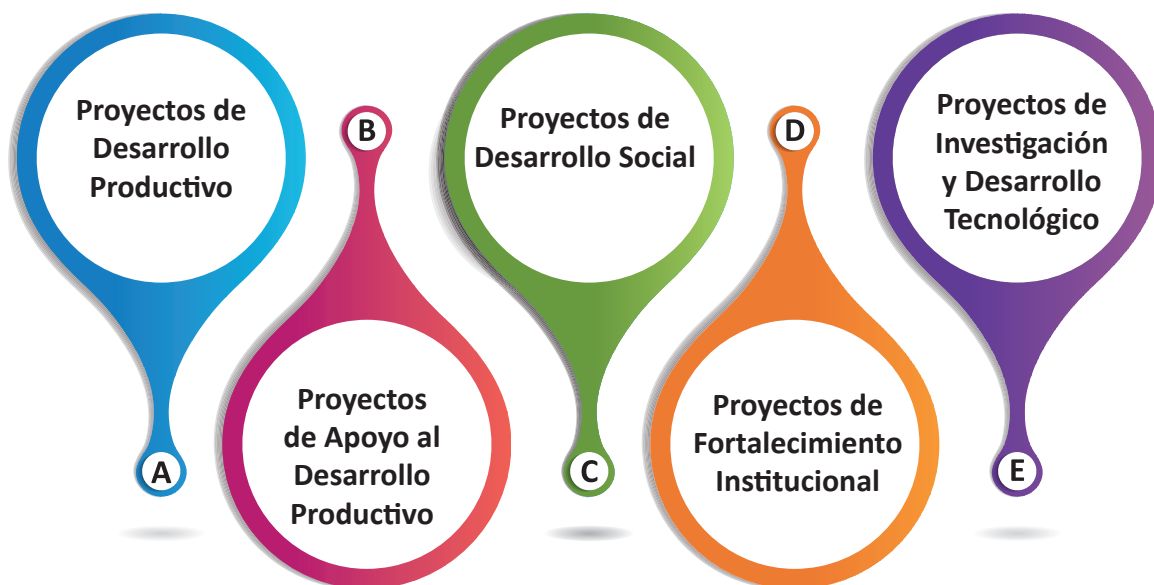 Proyectos de
Desarrollo
Productivo
A
B
Proyectos
de Apoyo al
Desarrollo
Productivo
Proyectos de
Desarrollo Social
C
D
Proyectos de
Fortalecimiento
Institucional
Proyectos de
Investigación
y Desarrollo
Tecnológico
E